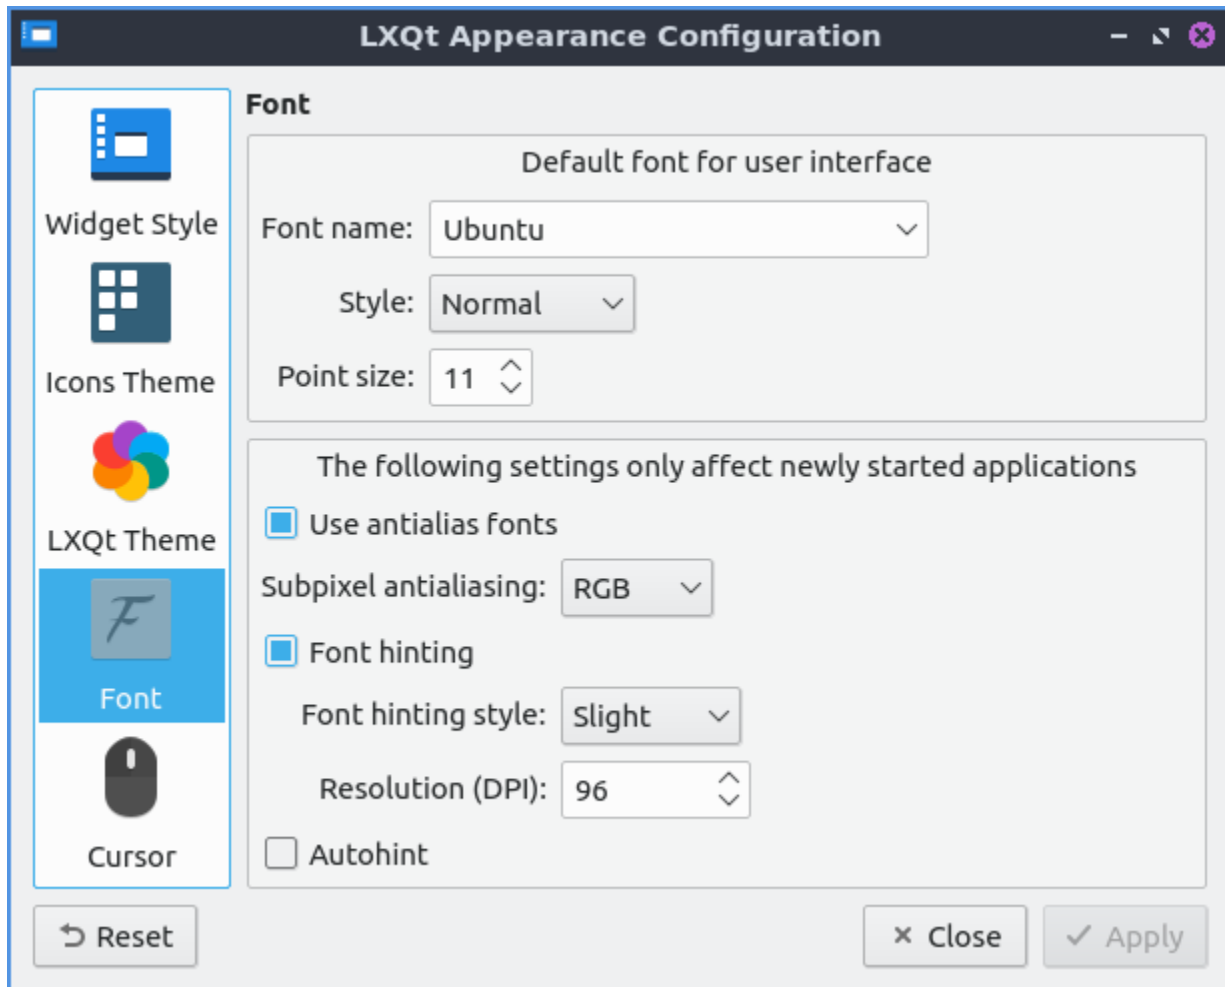 LXQt Appearance Configuration
Widget Style
Icons Theme
LXQt Theme
Font
Cursor
Font
Default font for user interface
Font name: Ubuntu
Style: Normal
Point size: 11
The following settings only affect newly started applications
Use antialias fonts
Subpixel antialiasing: RGB
Font hinting
Font hinting style: Slight
Resolution (DPI): 96
Autohint
Reset Close Apply